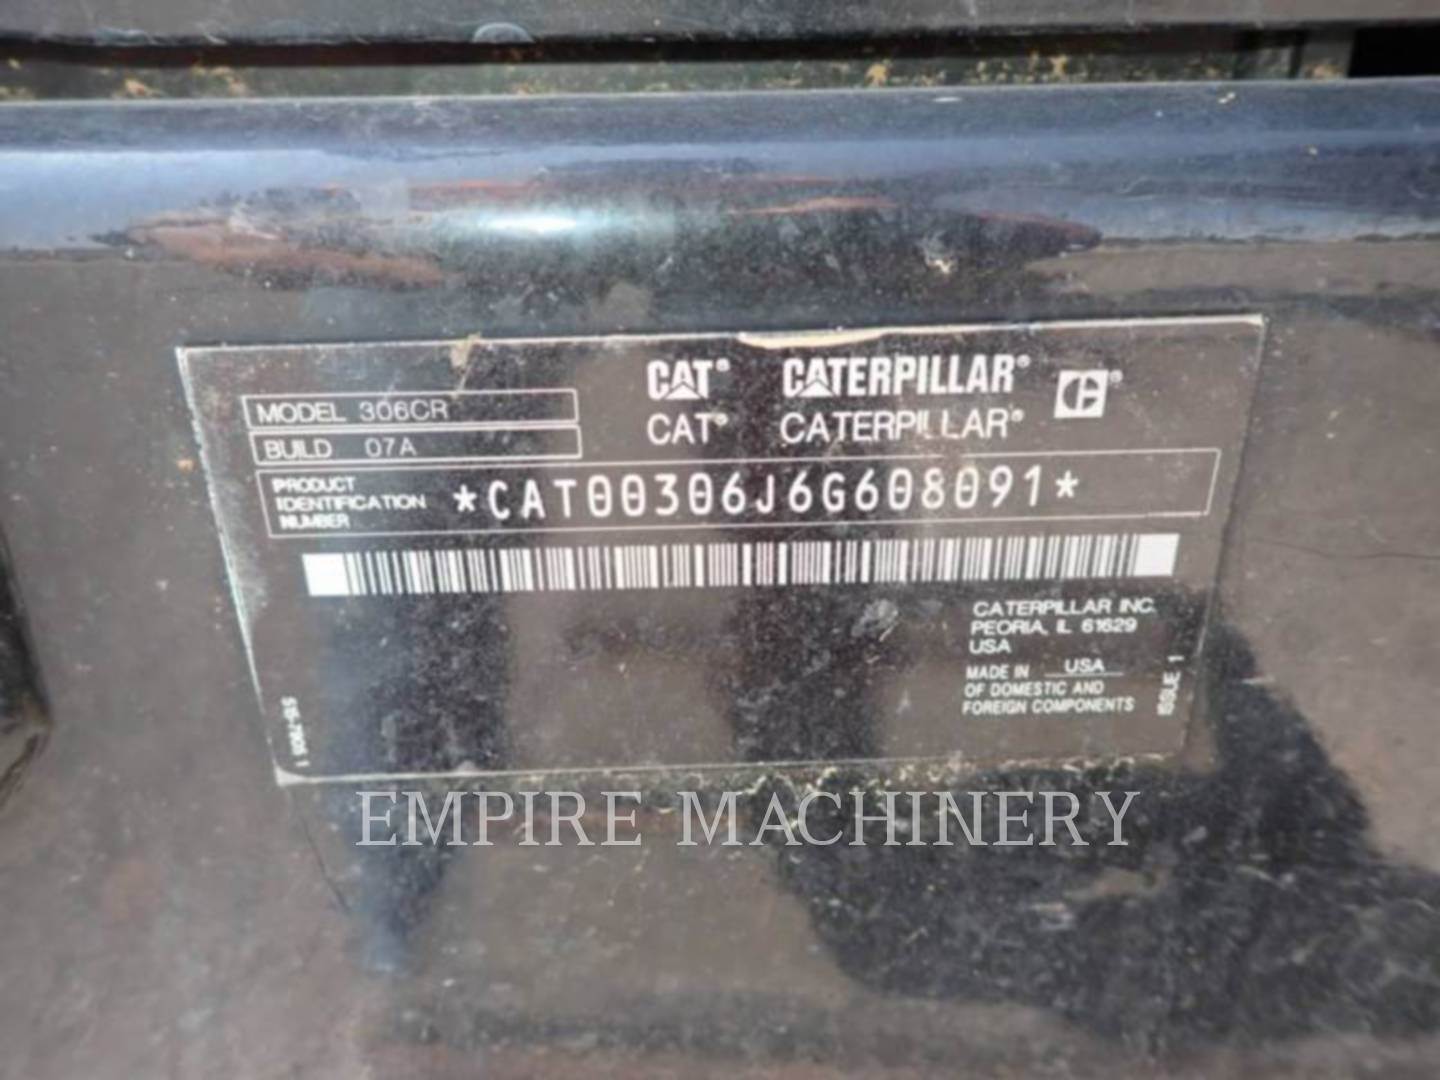 CAT® CATERPILLAR®
MODEL 306CR
CAT® CATERPILLAR®
BUILD 07A
PRODUCT
IDENTIFICATION
NUMBER
*CAT00306J6G608091*
CATERPILLAR INC.
PEORIA, IL 61629
USA
MADE IN USA
OF DOMESTIC AND
FOREIGN COMPONENTS
ISSUE 1
EMPIRE MACHINERY